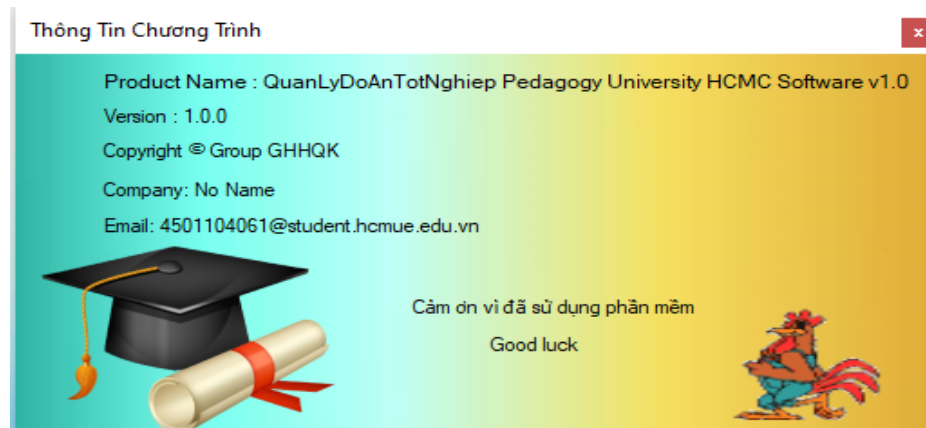 Thông Tin Chương Trình
x
Product Name : QuanLyDoAnTotNghiep Pedagogy University HCMC Software v1.0
Version : 1.0.0
Copyright © Group GHHQK
Company: No Name
Email: 4501104061@student.hcmue.edu.vn
Cảm ơn vì đã sử dụng phần mềm
Good luck